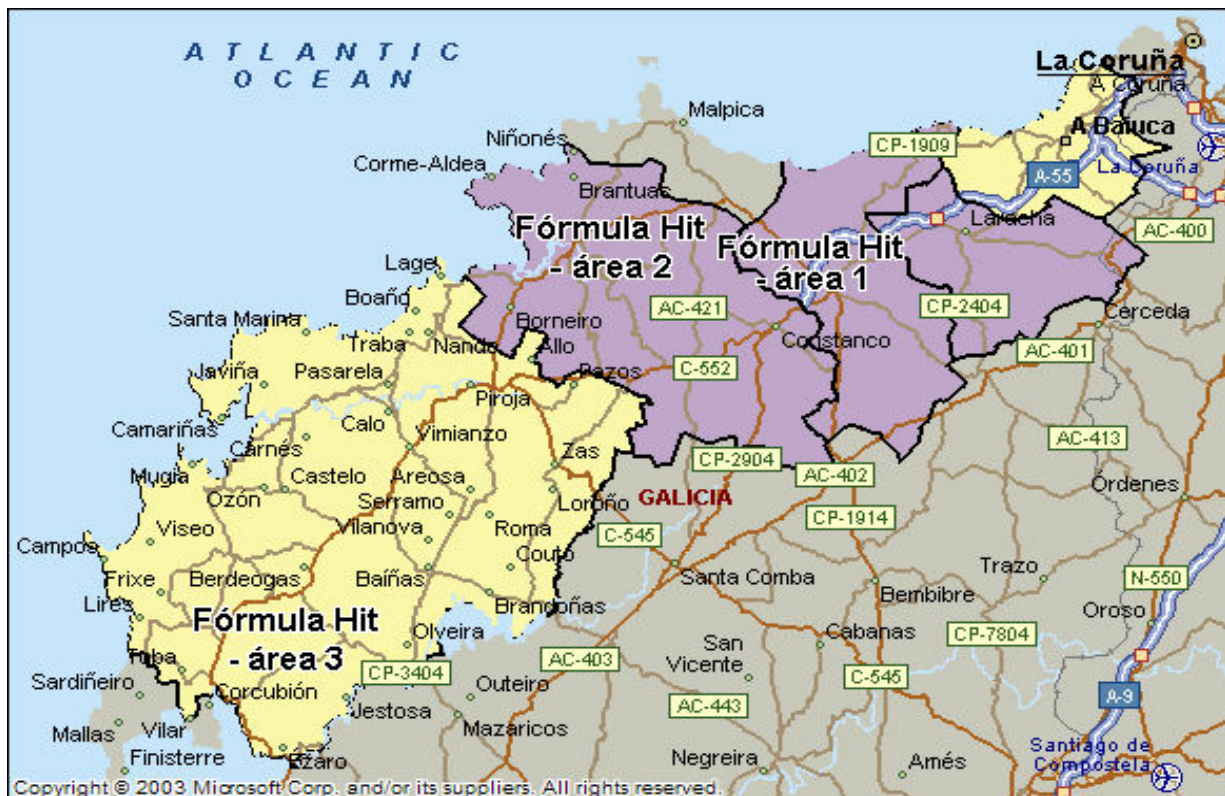 ATLANTIC
OCEAN
La Coruña
A Coruña
Malpica
Niñonés
CP-1909
A Baiuca
La Coruña
Corme-Aldea
A-55
Brantuas
Fórmula Hit
- área 2
Fórmula Hit
- área 1
Laracha
AC-400
Lage
Boaño
AC-421
CP-2404
Santa Marina
Borneiro
Cerceda
Traba
Nande
Allo
Constanco
AC-401
Javiña
Pasarela
Pazos
C-552
Piroja
Camariñas
Calo
Carnés
Vimianzo
AC-413
Mugia
Zas
CP-2904
Castelo
Areosa
AC-402
Ozón
Serramo
Loroño
GALICIA
Órdenes
Viseo
Vilanova
Roma
CP-1914
Campos
C-545
Couto
Frixe
Berdeogas
Baíñas
Santa Comba
Trazo
N-550
Lires
Brandoñas
Bembibre
Oroso
Fórmula Hit
- área 3
Olveira
San
Vicente
Cabanas
CP-7804
Toba
CP-3404
AC-403
C-545
Sardiñeiro
Corcubión
Outeiro
A-9
Mallas
Vilar
Jestosa
Mazaricos
AC-443
Finisterre
Ezaro
Negreira
Amés
Santiago de
Compostela
Copyright © 2003 Microsoft Corp. and/or its suppliers. All rights reserved.